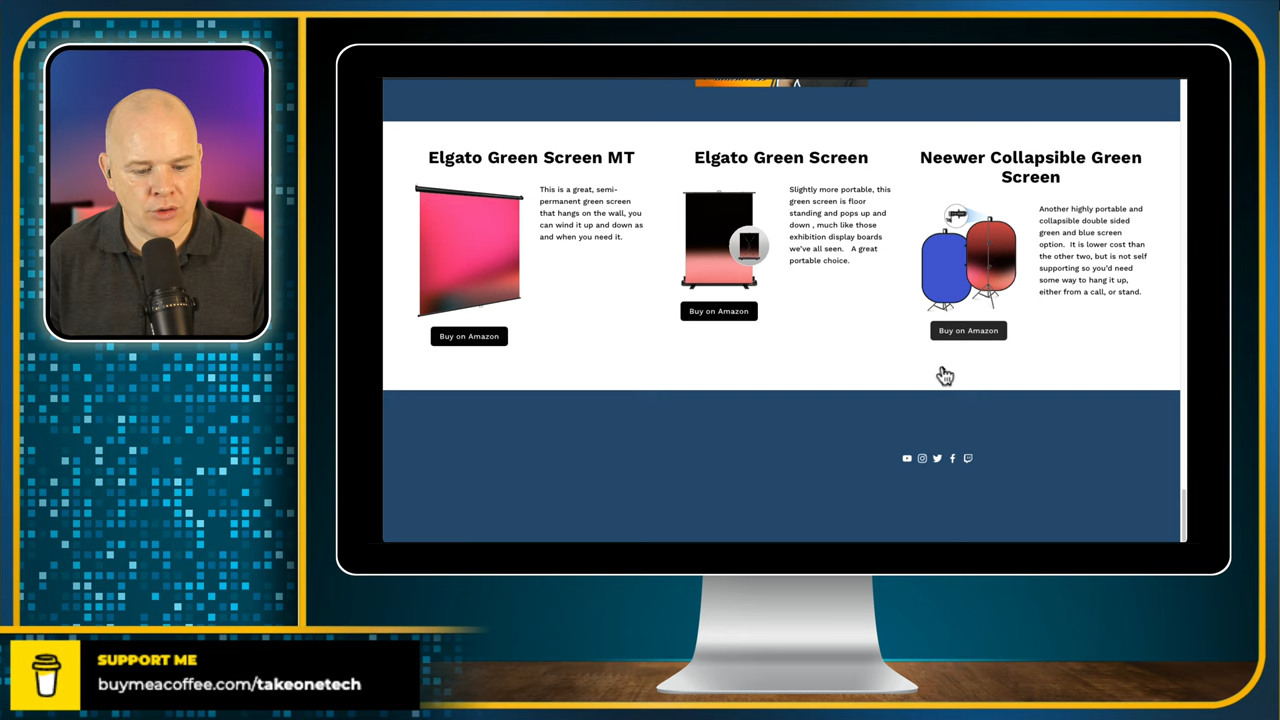 Elgato Green Screen MT
This is a great, semi-
permanent green screen
that hangs on the wall, you
can wind it up and down as
and when you need it.
Buy on Amazon
Elgato Green Screen
Slightly more portable, this
green screen is floor
standing and pops up and
down , much like those
exhibition display boards
we've all seen. A great
portable choice.
Buy on Amazon
Neewer Collapsible Green
Screen
Another highly portable and
collapsible double sided
green and blue screen
option. It is lower cost than
the other two, but is not self
supporting so you'd need
some way to hang it up,
either from a call, or stand.
Buy on Amazon
SUPPORT ME
buymeacoffee.com/takeonetech